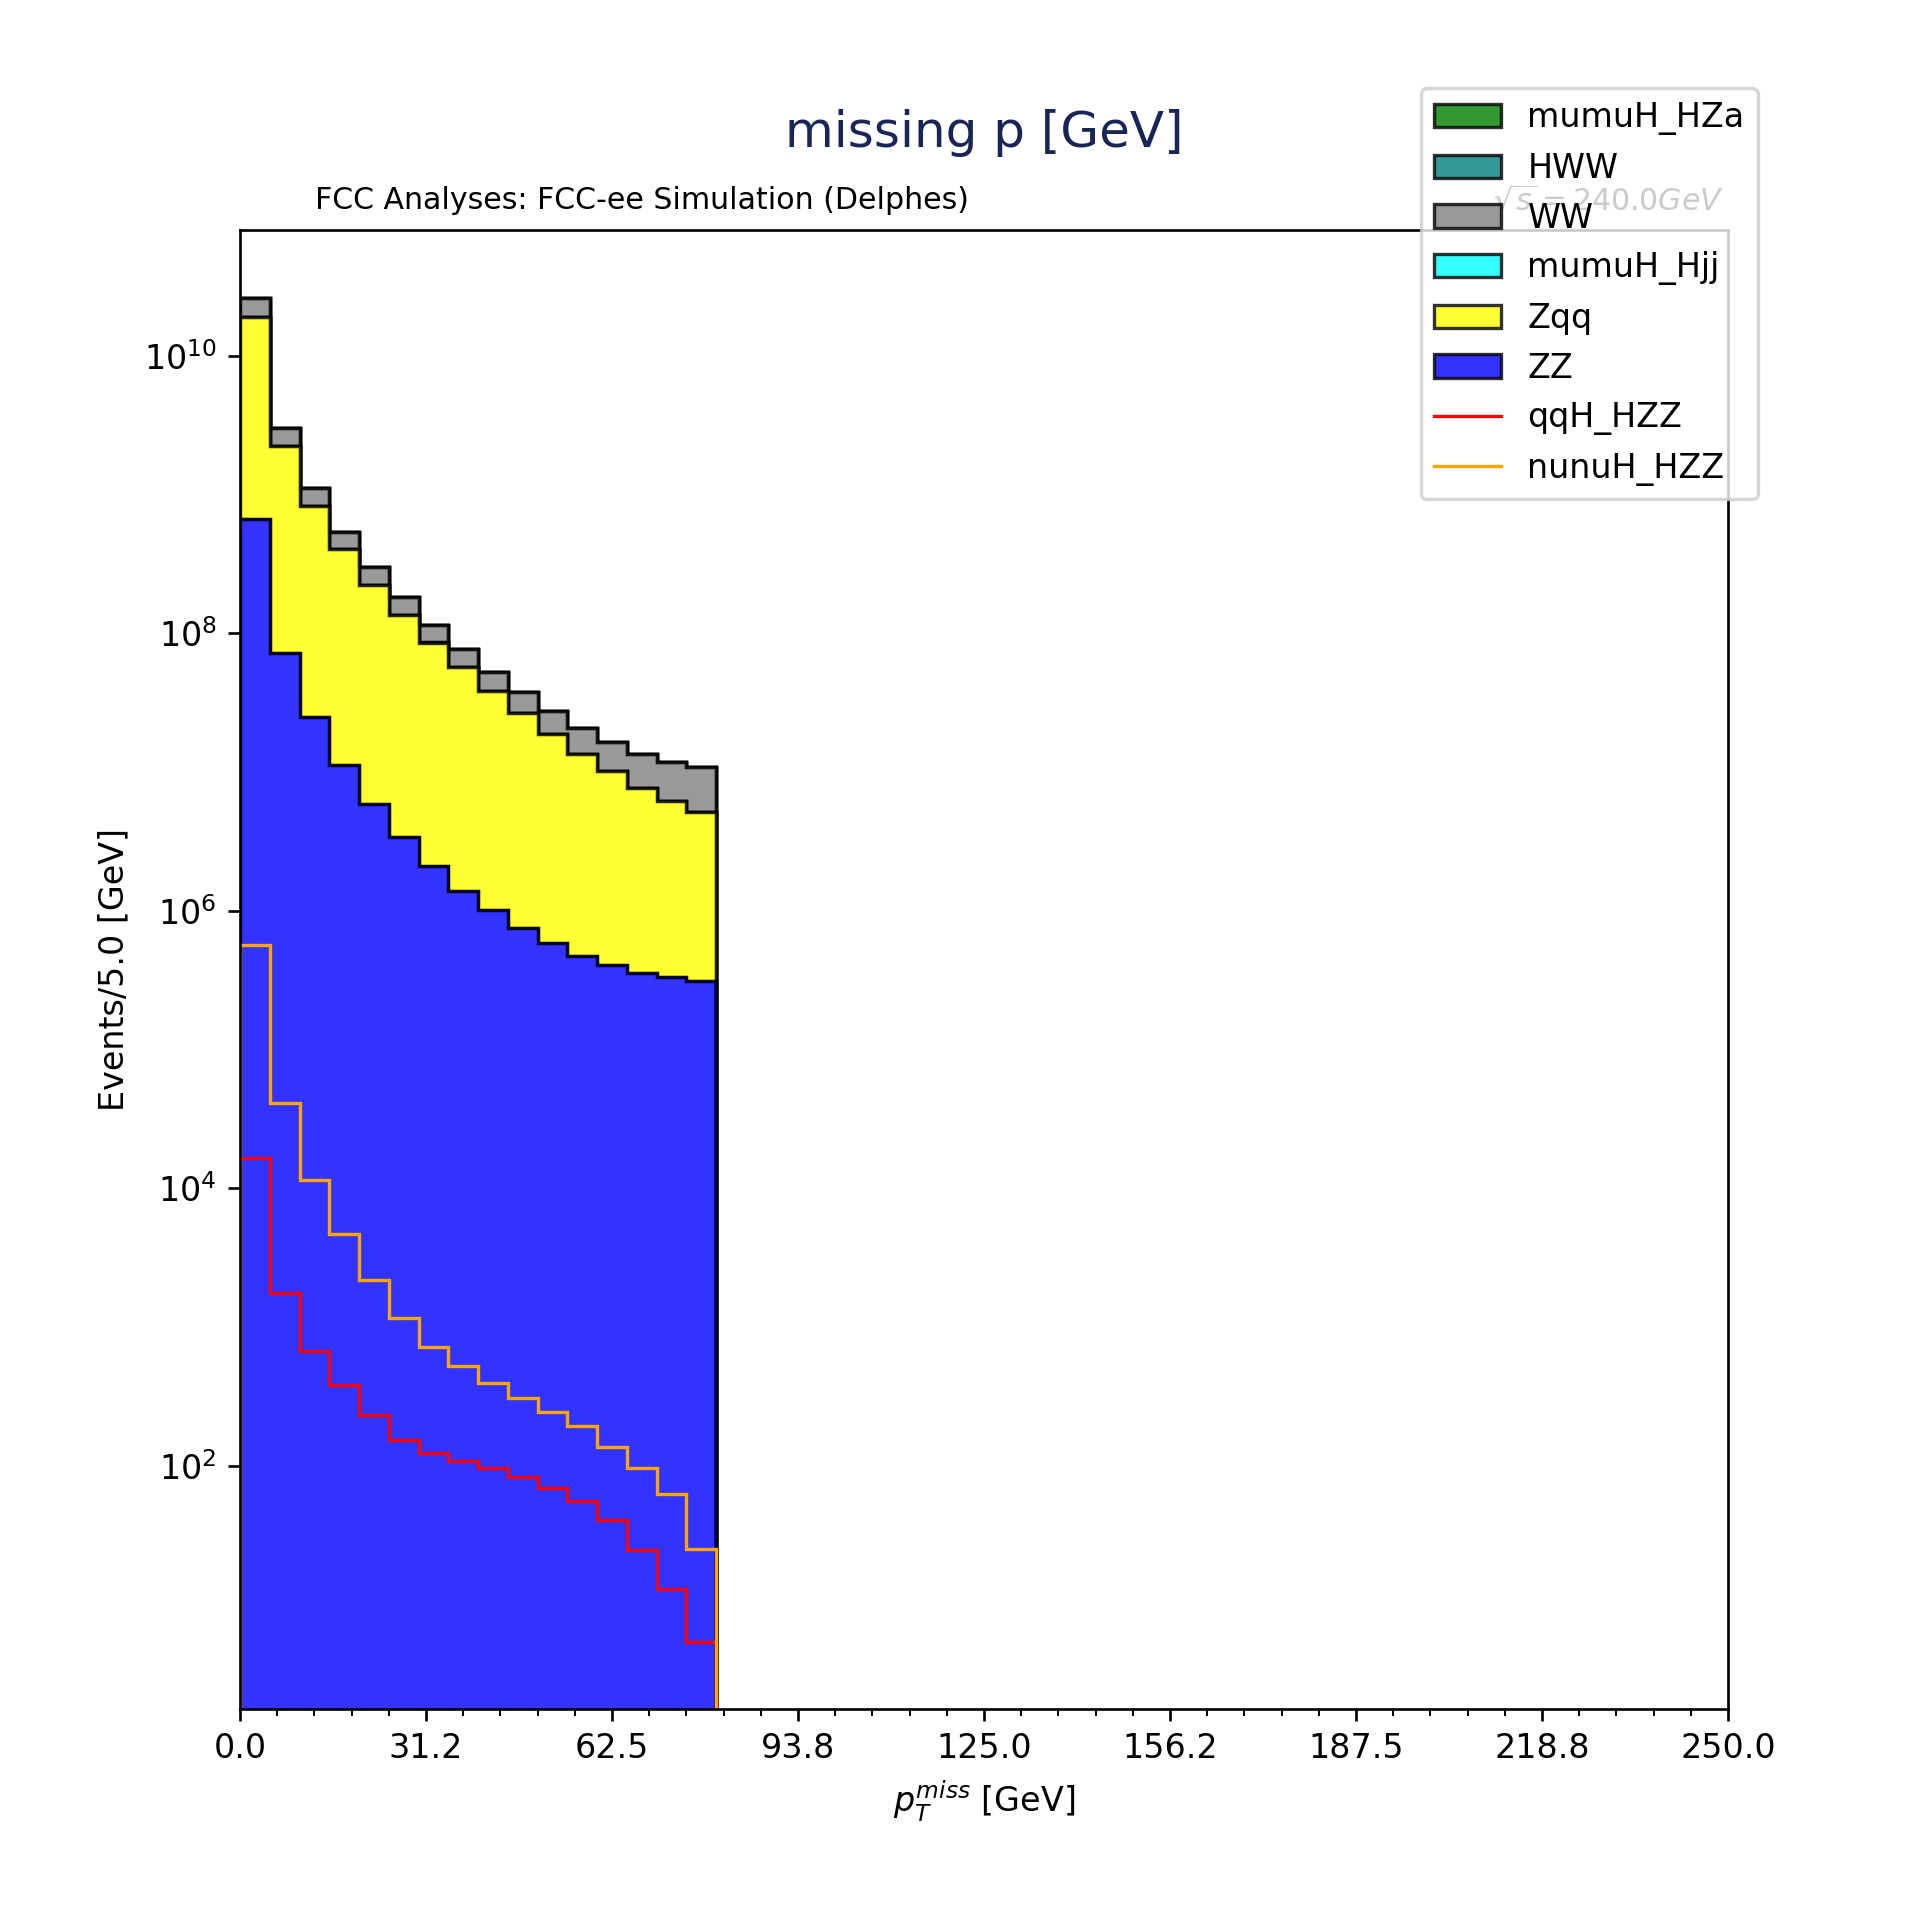 missing p [GeV]
FCC Analyses: FCC-ee Simulation (Delphes)
√s = 240.0GeV
mumuH_HZa
HWW
WW
mumuH_Hjj
Zqq
ZZ
qqH_HZZ
nunuH_HZZ
Events/5.0 [GeV]
10^10
10^8
10^6
10^4
10^2
0.0 31.2 62.5 93.8 125.0 156.2 187.5 218.8 250.0
p_T^miss [GeV]